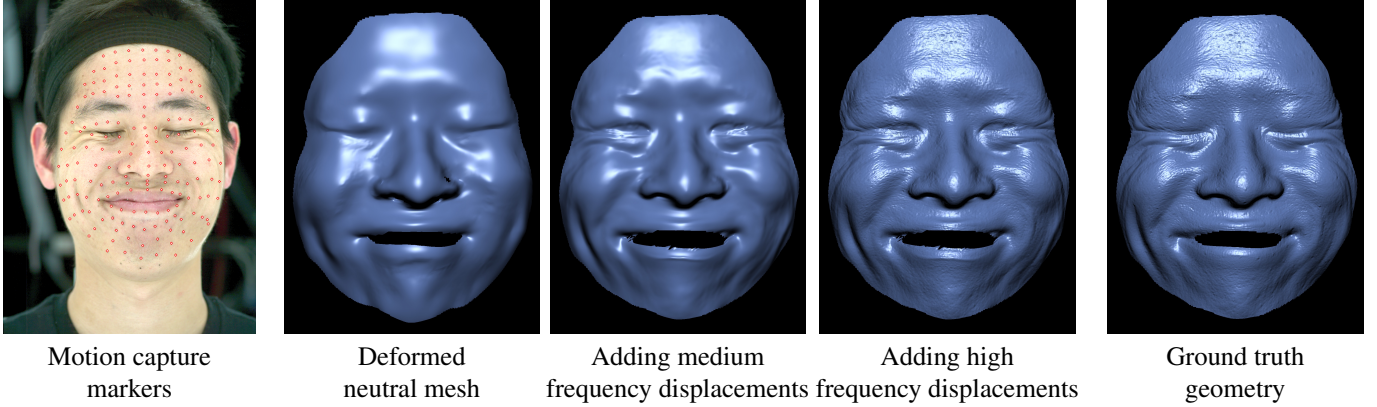 Motion capture
markers
Deformed
neutral mesh
Adding medium
frequency displacements
Adding high
frequency displacements
Ground truth
geometry